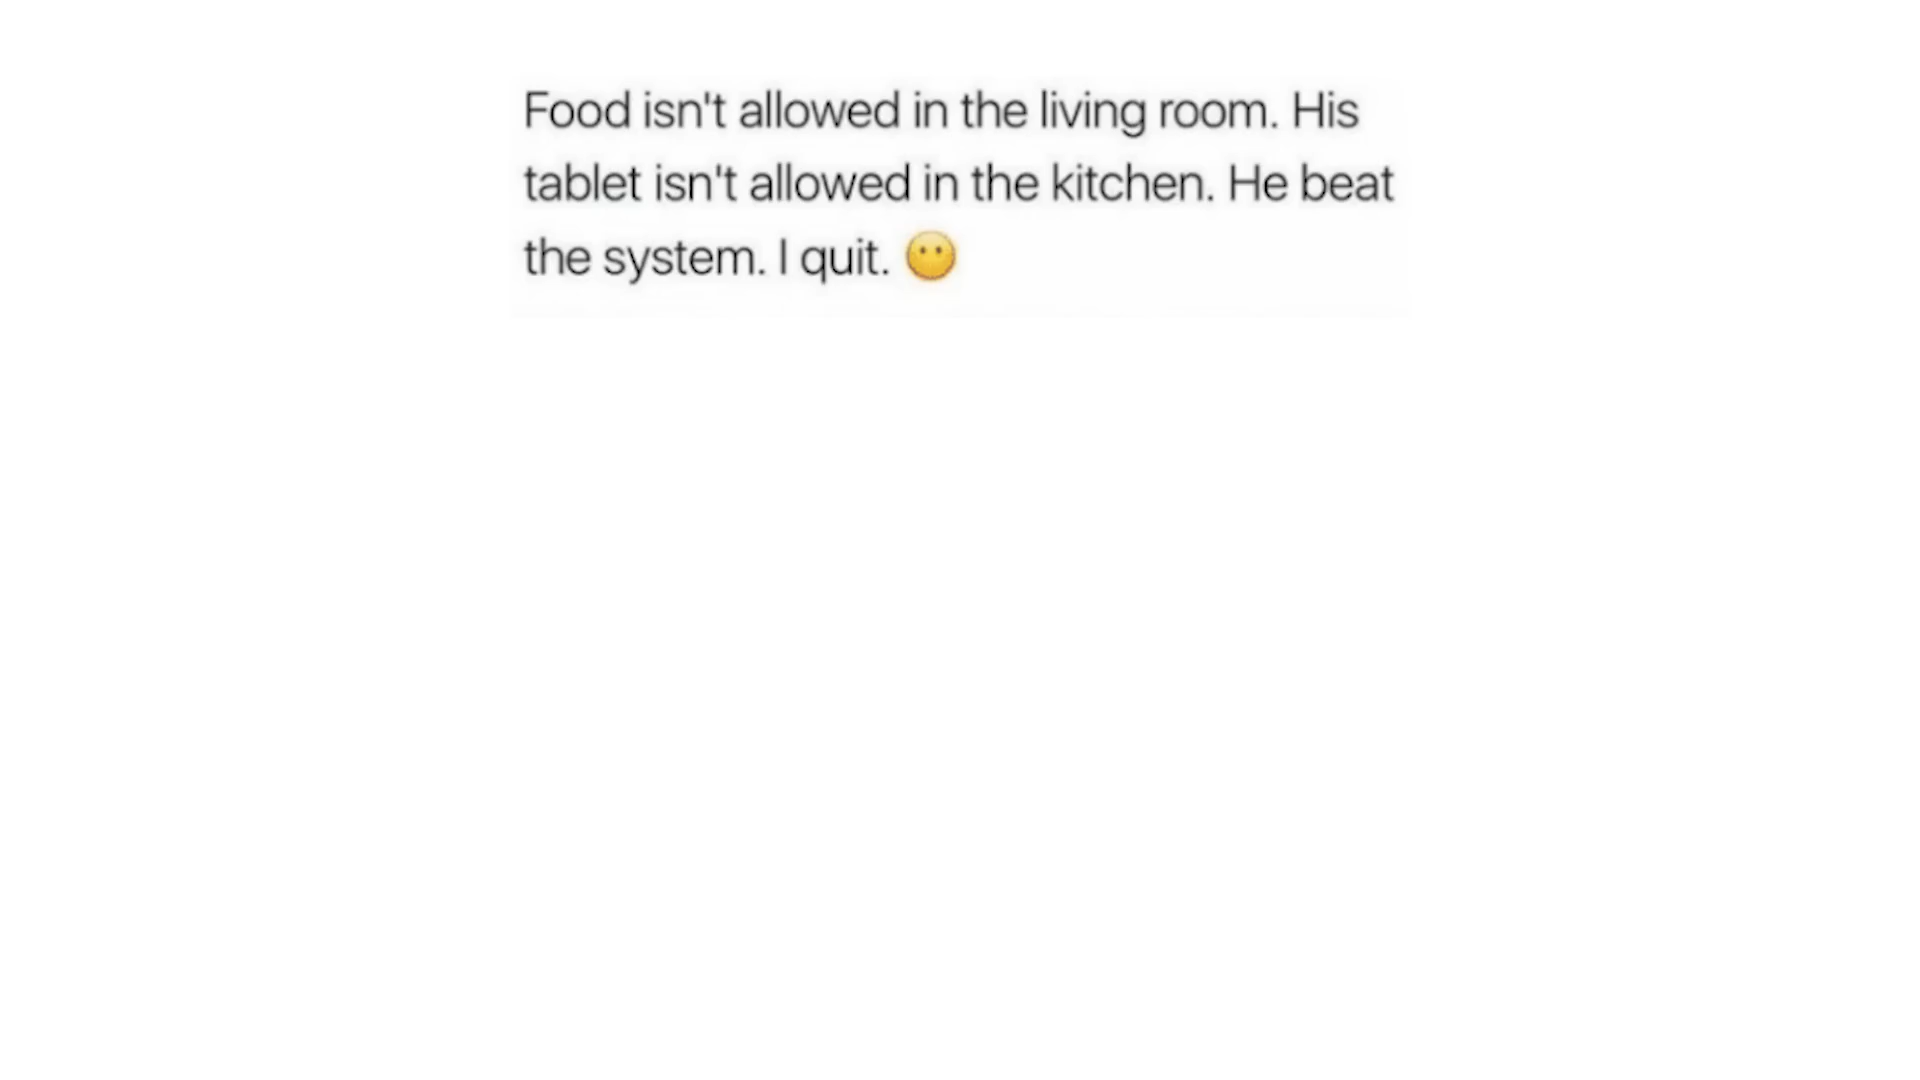 Food isn't allowed in the living room. His
tablet isn't allowed in the kitchen. He beat
the system. I quit. 😶